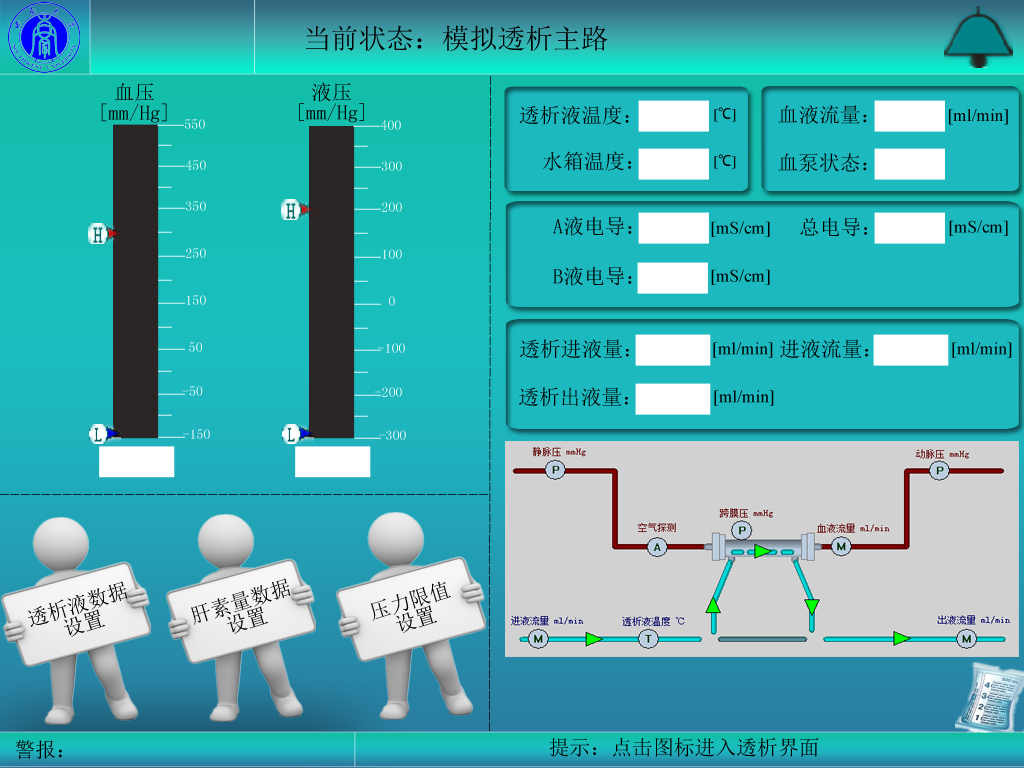 当前状态：模拟透析主路
血压
[mm/Hg]
550
450
350
250
150
50
-50
-150
H
L
液压
[mm/Hg]
400
300
200
100
0
-100
-200
-300
H
L
透析液温度： [℃]
水箱温度： [℃]
血液流量： [ml/min]
血泵状态：
A液电导： [mS/cm] 总电导： [mS/cm]
B液电导： [mS/cm]
透析进液量： [ml/min] 进液流量： [ml/min]
透析出液量： [ml/min]
静脉压 mmHg
P
动脉压 mmHg
P
空气探测
A
跨膜压 mmHg
P
血液流量 ml/min
M
进液流量 ml/min
M
透析液温度 ℃
T
出液流量 ml/min
M
透析液数据
设置
肝素量数据
设置
压力限值
设置
警报：
提示：点击图标进入透析界面